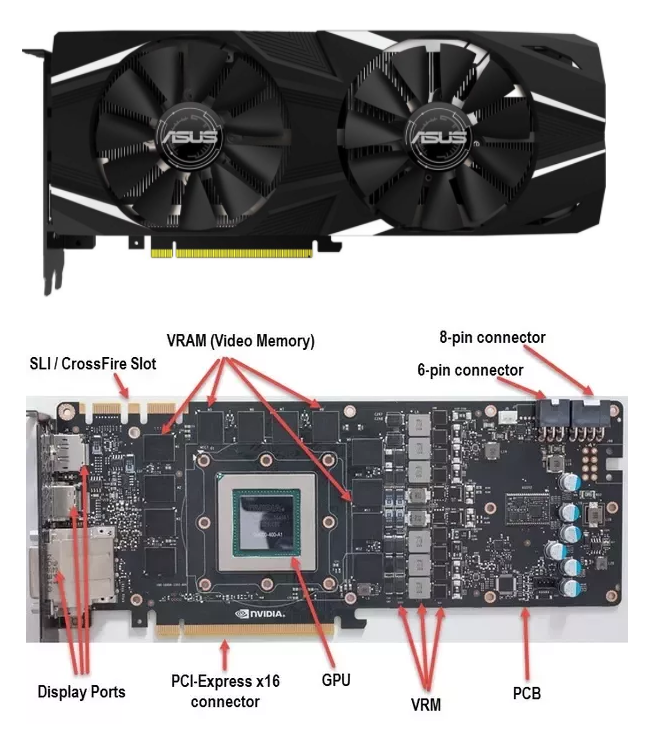 ASUS
ASUS
VRAM (Video Memory)
8-pin connector
6-pin connector
SLI / CrossFire Slot
NVIDIA.
PCI-Express x16
connector
GPU
Display Ports
VRM
PCB